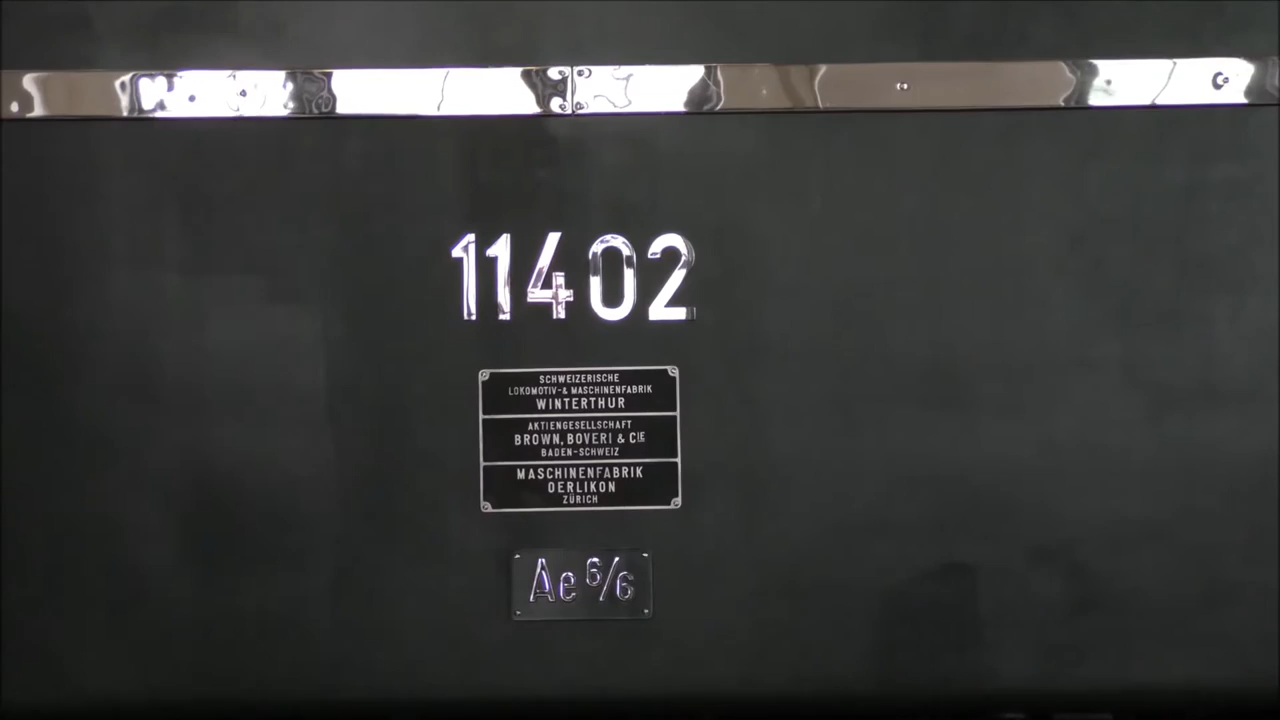 11402
SCHWEIZERISCHE
LOKOMOTIV-& MASCHINENFABRIK
WINTERTHUR
AKTIENGESELLSCHAFT
BROWN, BOVERI & CIE
BADEN-SCHWEIZ
MASCHINENFABRIK
OERLIKON
ZÜRICH
Ae 6/6